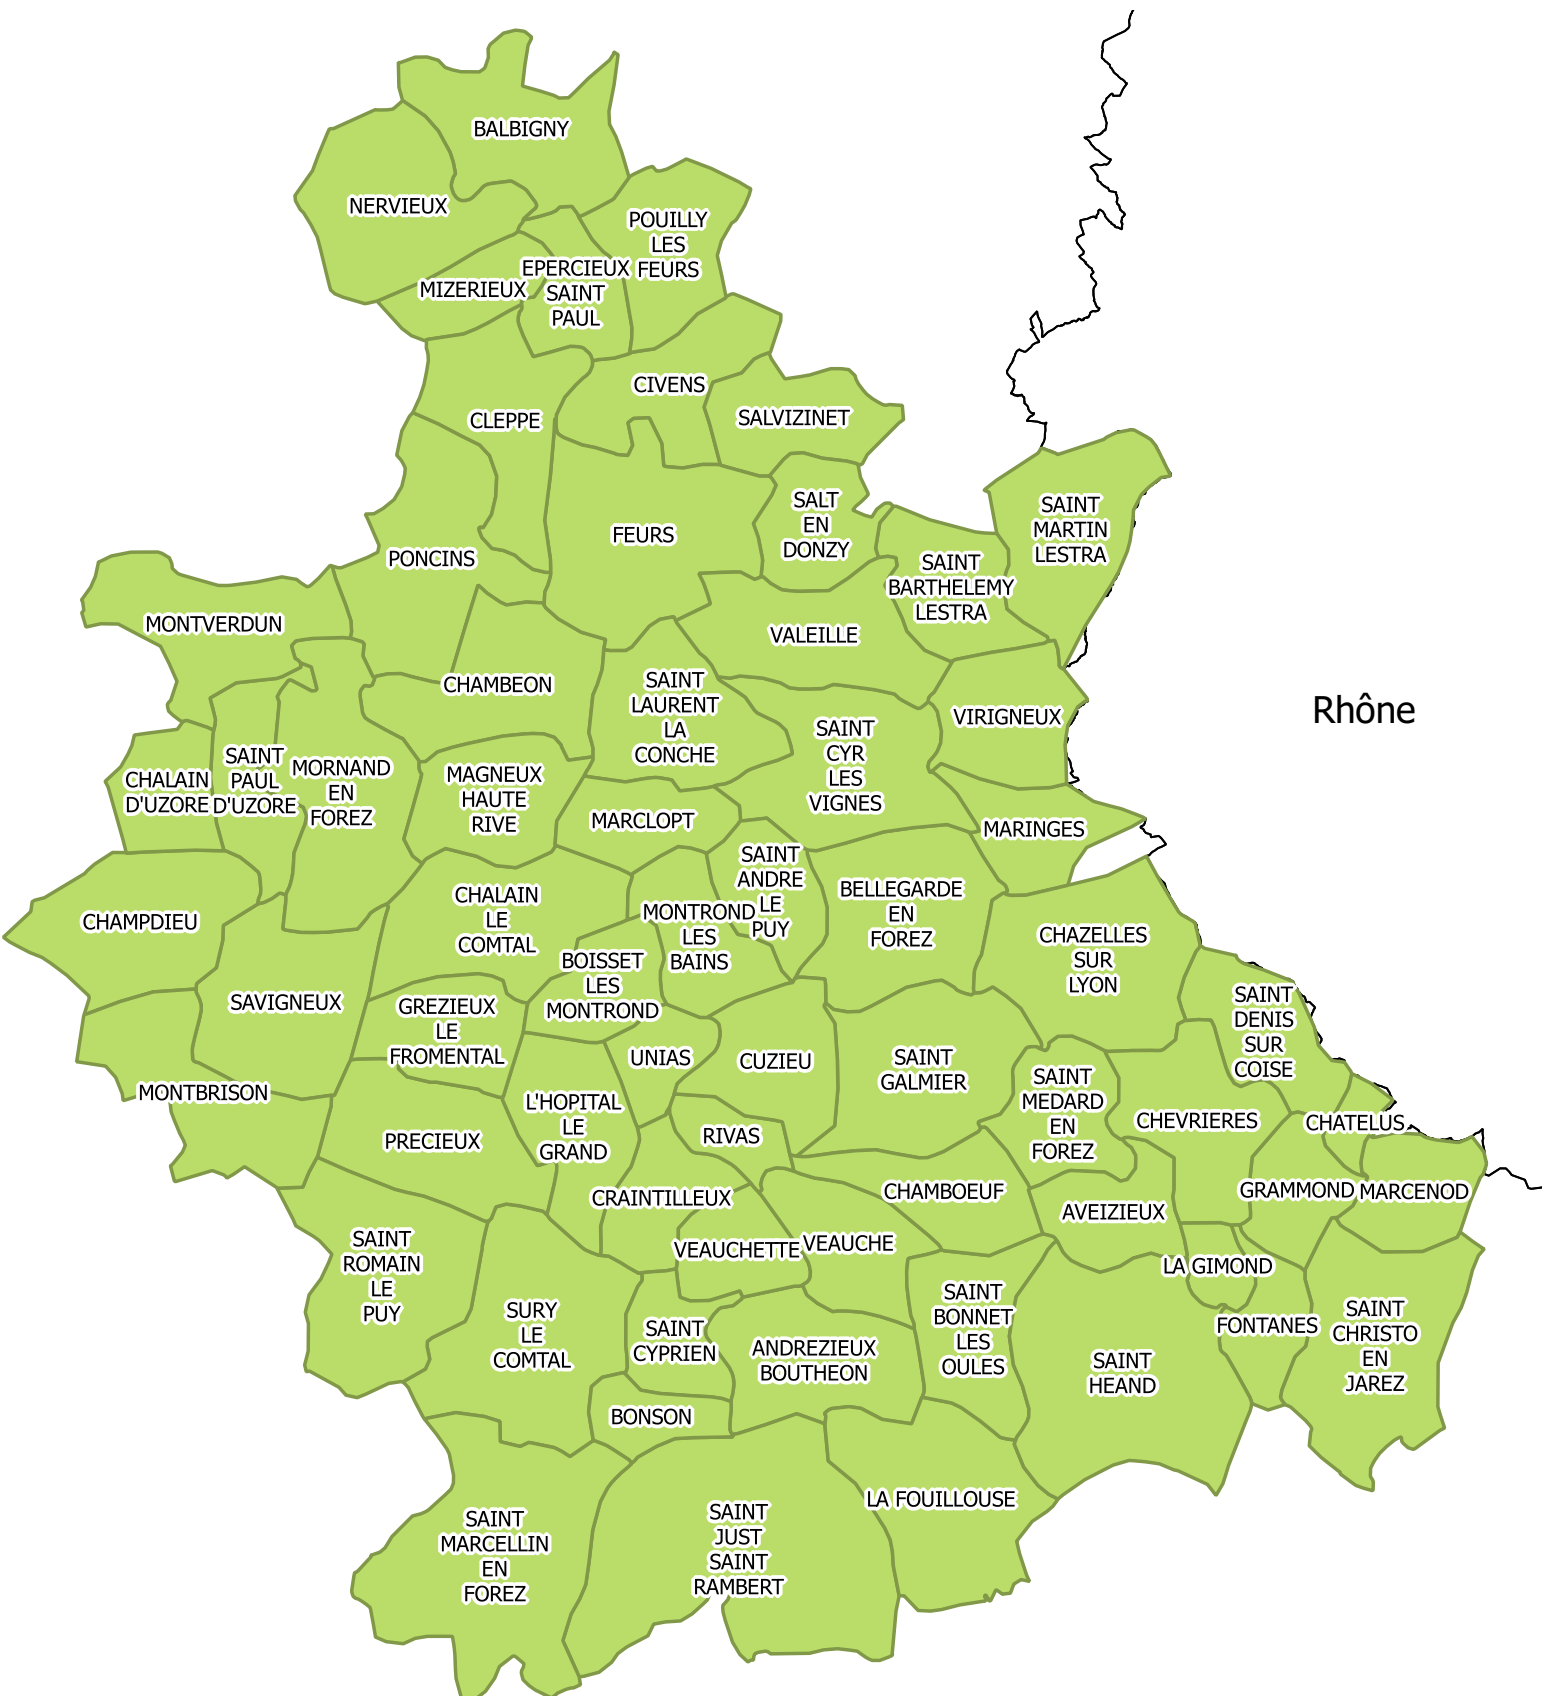 BALBIGNY
NERVIEUX
POUILLY
LES
FEURS
MIZERIEUX
EPERCIEUX
SAINT
PAUL
CIVENS
CLEPPE
SALVIZINET
SALT
EN
DONZY
SAINT
MARTIN
LESTRA
FEURS
PONCINS
SAINT
BARTHELEMY
LESTRA
MONTVERDUN
VALEILLE
CHAMBEON
SAINT
LAURENT
LA
CONCHE
VIRIGNEUX
Rhône
SAINT
CYR
LES
VIGNES
CHALAIN
D'UZORE
SAINT
PAUL
D'UZORE
MORNAND
EN
FOREZ
MAGNEUX
HAUTE
RIVE
MARCLOPT
MARINGES
SAINT
ANDRE
LE
PUY
BELLEGARDE
EN
FOREZ
CHAMPDIEU
CHALAIN
LE
COMTAL
MONTROND
LES
BAINS
CHAZELLES
SUR
LYON
BOISSET
LES
MONTROND
SAVIGNEUX
GREZIEUX
LE
FROMENTAL
SAINT
DENIS
SUR
COISE
UNIAS
CUZIEU
SAINT
GALMIER
MONTBRISON
L'HOPITAL
LE
GRAND
SAINT
MEDARD
EN
FOREZ
CHEVRIERES
CHATELUS
PRECIEUX
RIVAS
CRAINTILLEUX
CHAMBOEUF
AVEIZIEUX
GRAMMOND
MARCENOD
SAINT
ROMAIN
LE
PUY
VEAUCHETTE
VEAUCHE
LA GIMOND
SURY
LE
COMTAL
SAINT
CYPRIEN
ANDREZIEUX
BOUTHEON
SAINT
BONNET
LES
OULES
FONTANES
SAINT
CHRISTO
EN
JAREZ
SAINT
HEAND
BONSON
LA FOUILLOUSE
SAINT
MARCELLIN
EN
FOREZ
SAINT
JUST
SAINT
RAMBERT